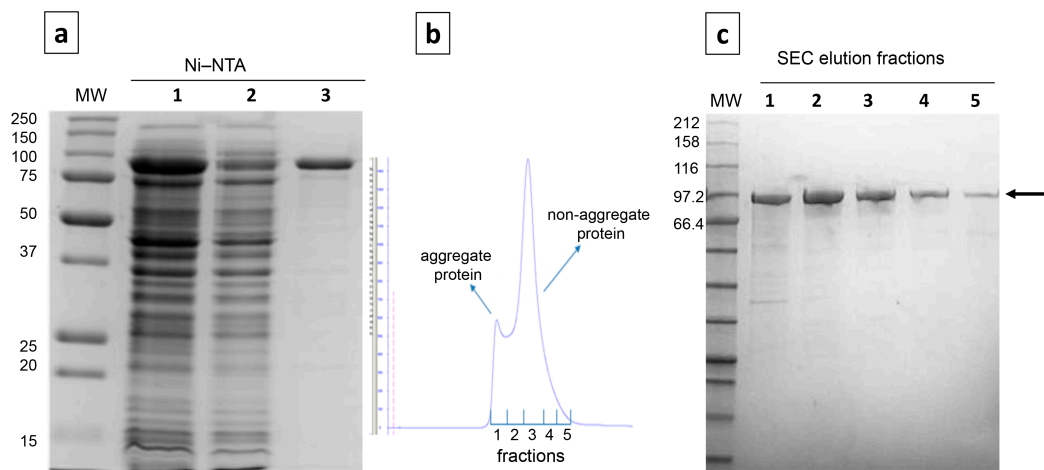 a
Ni–NTA
MW 1 2 3
250
150
100
75
50
37
25
20
15
b
aggregate
protein
non-aggregate
protein
1 2 3 4 5
fractions
c
SEC elution fractions
MW 1 2 3 4 5
212
158
116
97.2
66.4